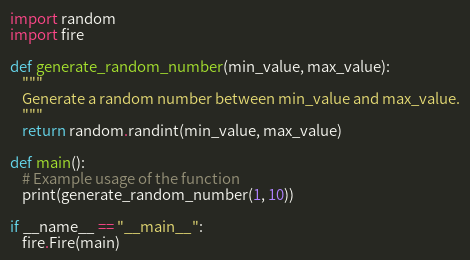 import random
import fire

def generate_random_number(min_value, max_value):
    """
    Generate a random number between min_value and max_value.
    """
    return random.randint(min_value, max_value)

def main():
    # Example usage of the function
    print(generate_random_number(1, 10))

if __name__ == "__main__":
    fire.Fire(main)